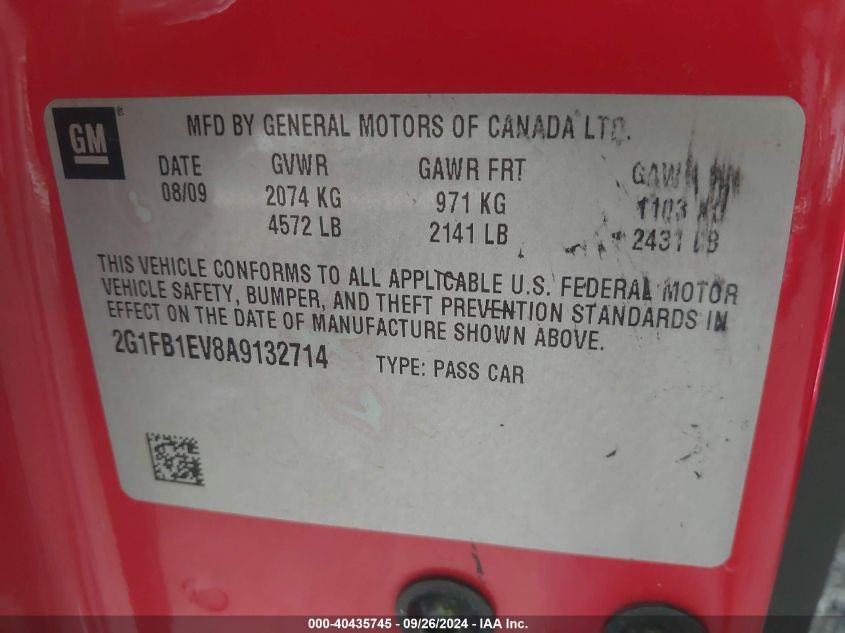 GM ®
MFD BY GENERAL MOTORS OF CANADA LTD.
DATE GVWR GAWR FRT GAWR
08/09 2074 KG 971 KG 1103
4572 LB 2141 LB 2431 LB
THIS VEHICLE CONFORMS TO ALL APPLICABLE U.S. FEDERAL MOTOR
VEHICLE SAFETY, BUMPER, AND THEFT PREVENTION STANDARDS IN
EFFECT ON THE DATE OF MANUFACTURE SHOWN ABOVE.
2G1FB1EV8A9132714 TYPE: PASS CAR
000-40435745 - 09/26/2024 - IAA Inc.